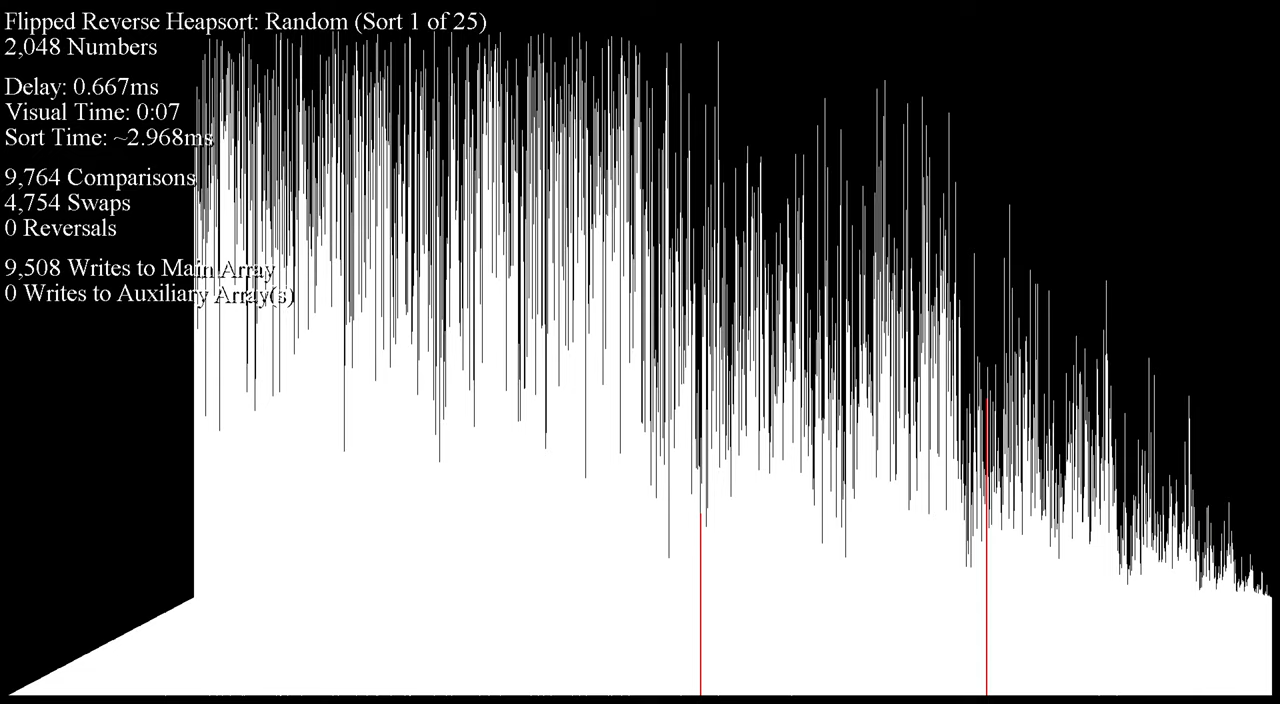 Flipped Reverse Heapsort: Random (Sort 1 of 25)
2,048 Numbers
Delay: 0.667ms
Visual Time: 0:07
Sort Time: ~2.968ms
9,764 Comparisons
4,754 Swaps
0 Reversals
9,508 Writes to Main Array
0 Writes to Auxiliary Array(s)